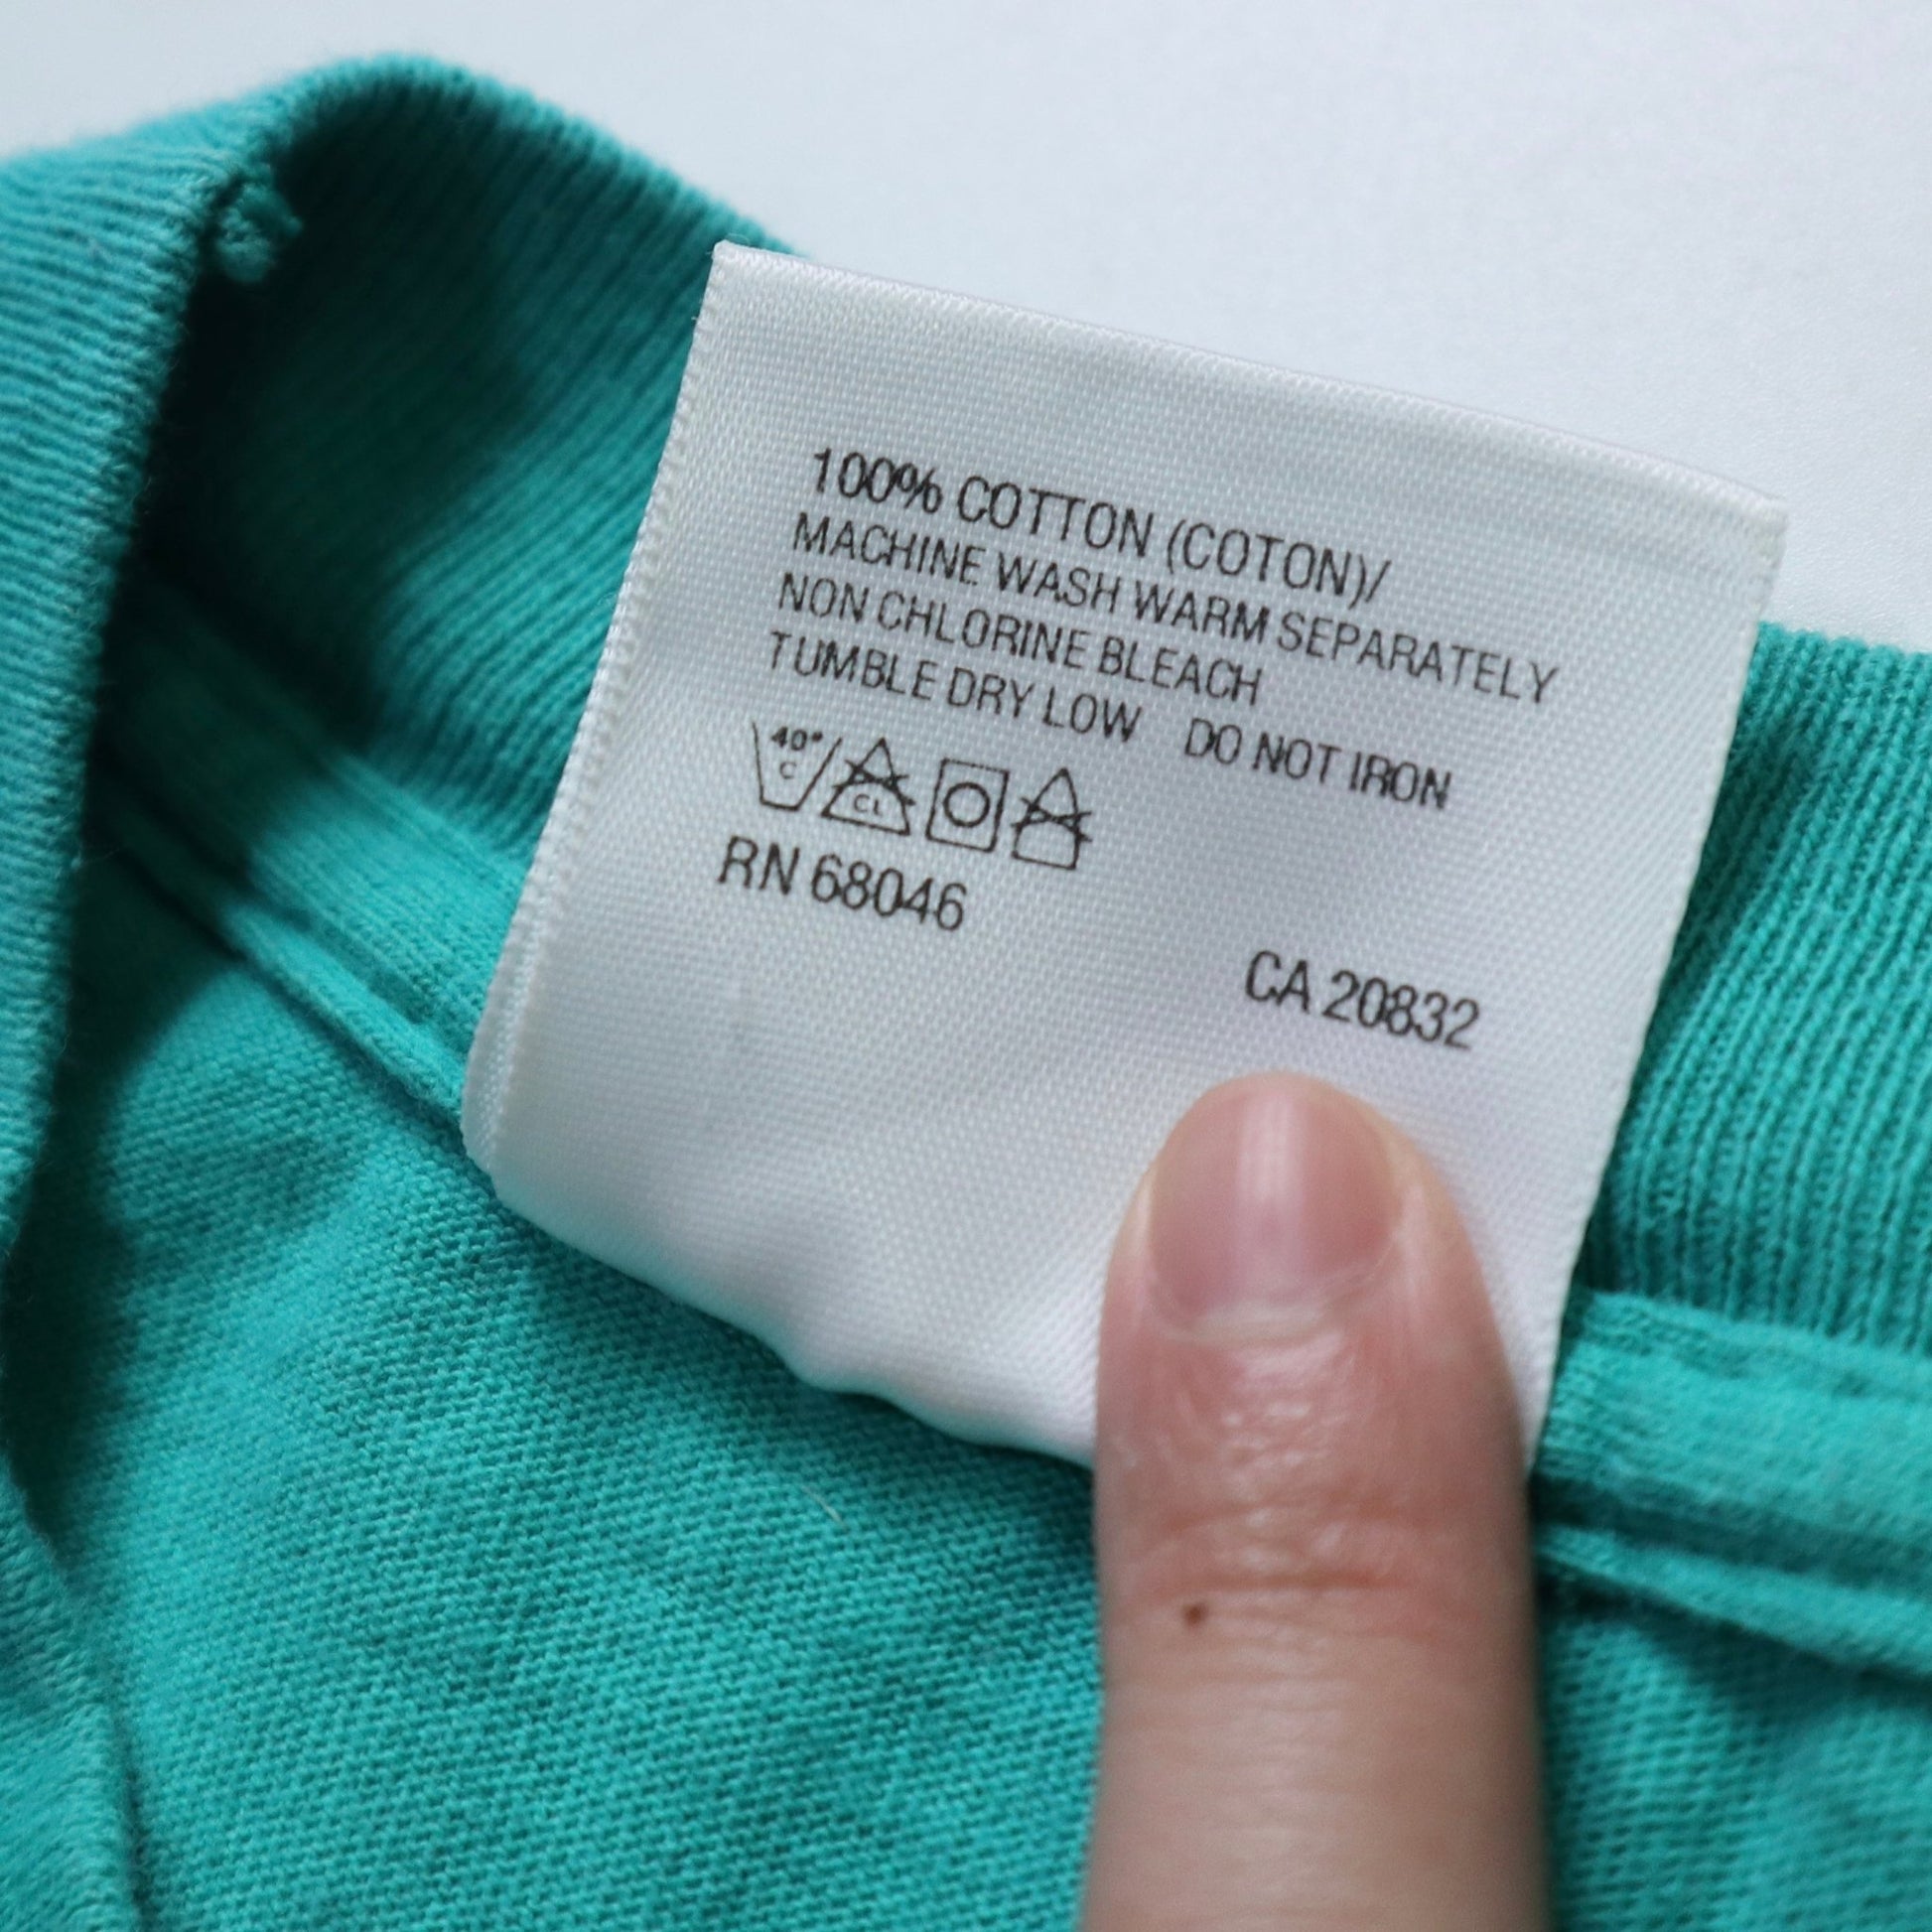 100% COTTON (COTON)/
MACHINE WASH WARM SEPARATELY
NON CHLORINE BLEACH
TUMBLE DRY LOW DO NOT IRON
40°
C
CL
RN 68046
CA 20832